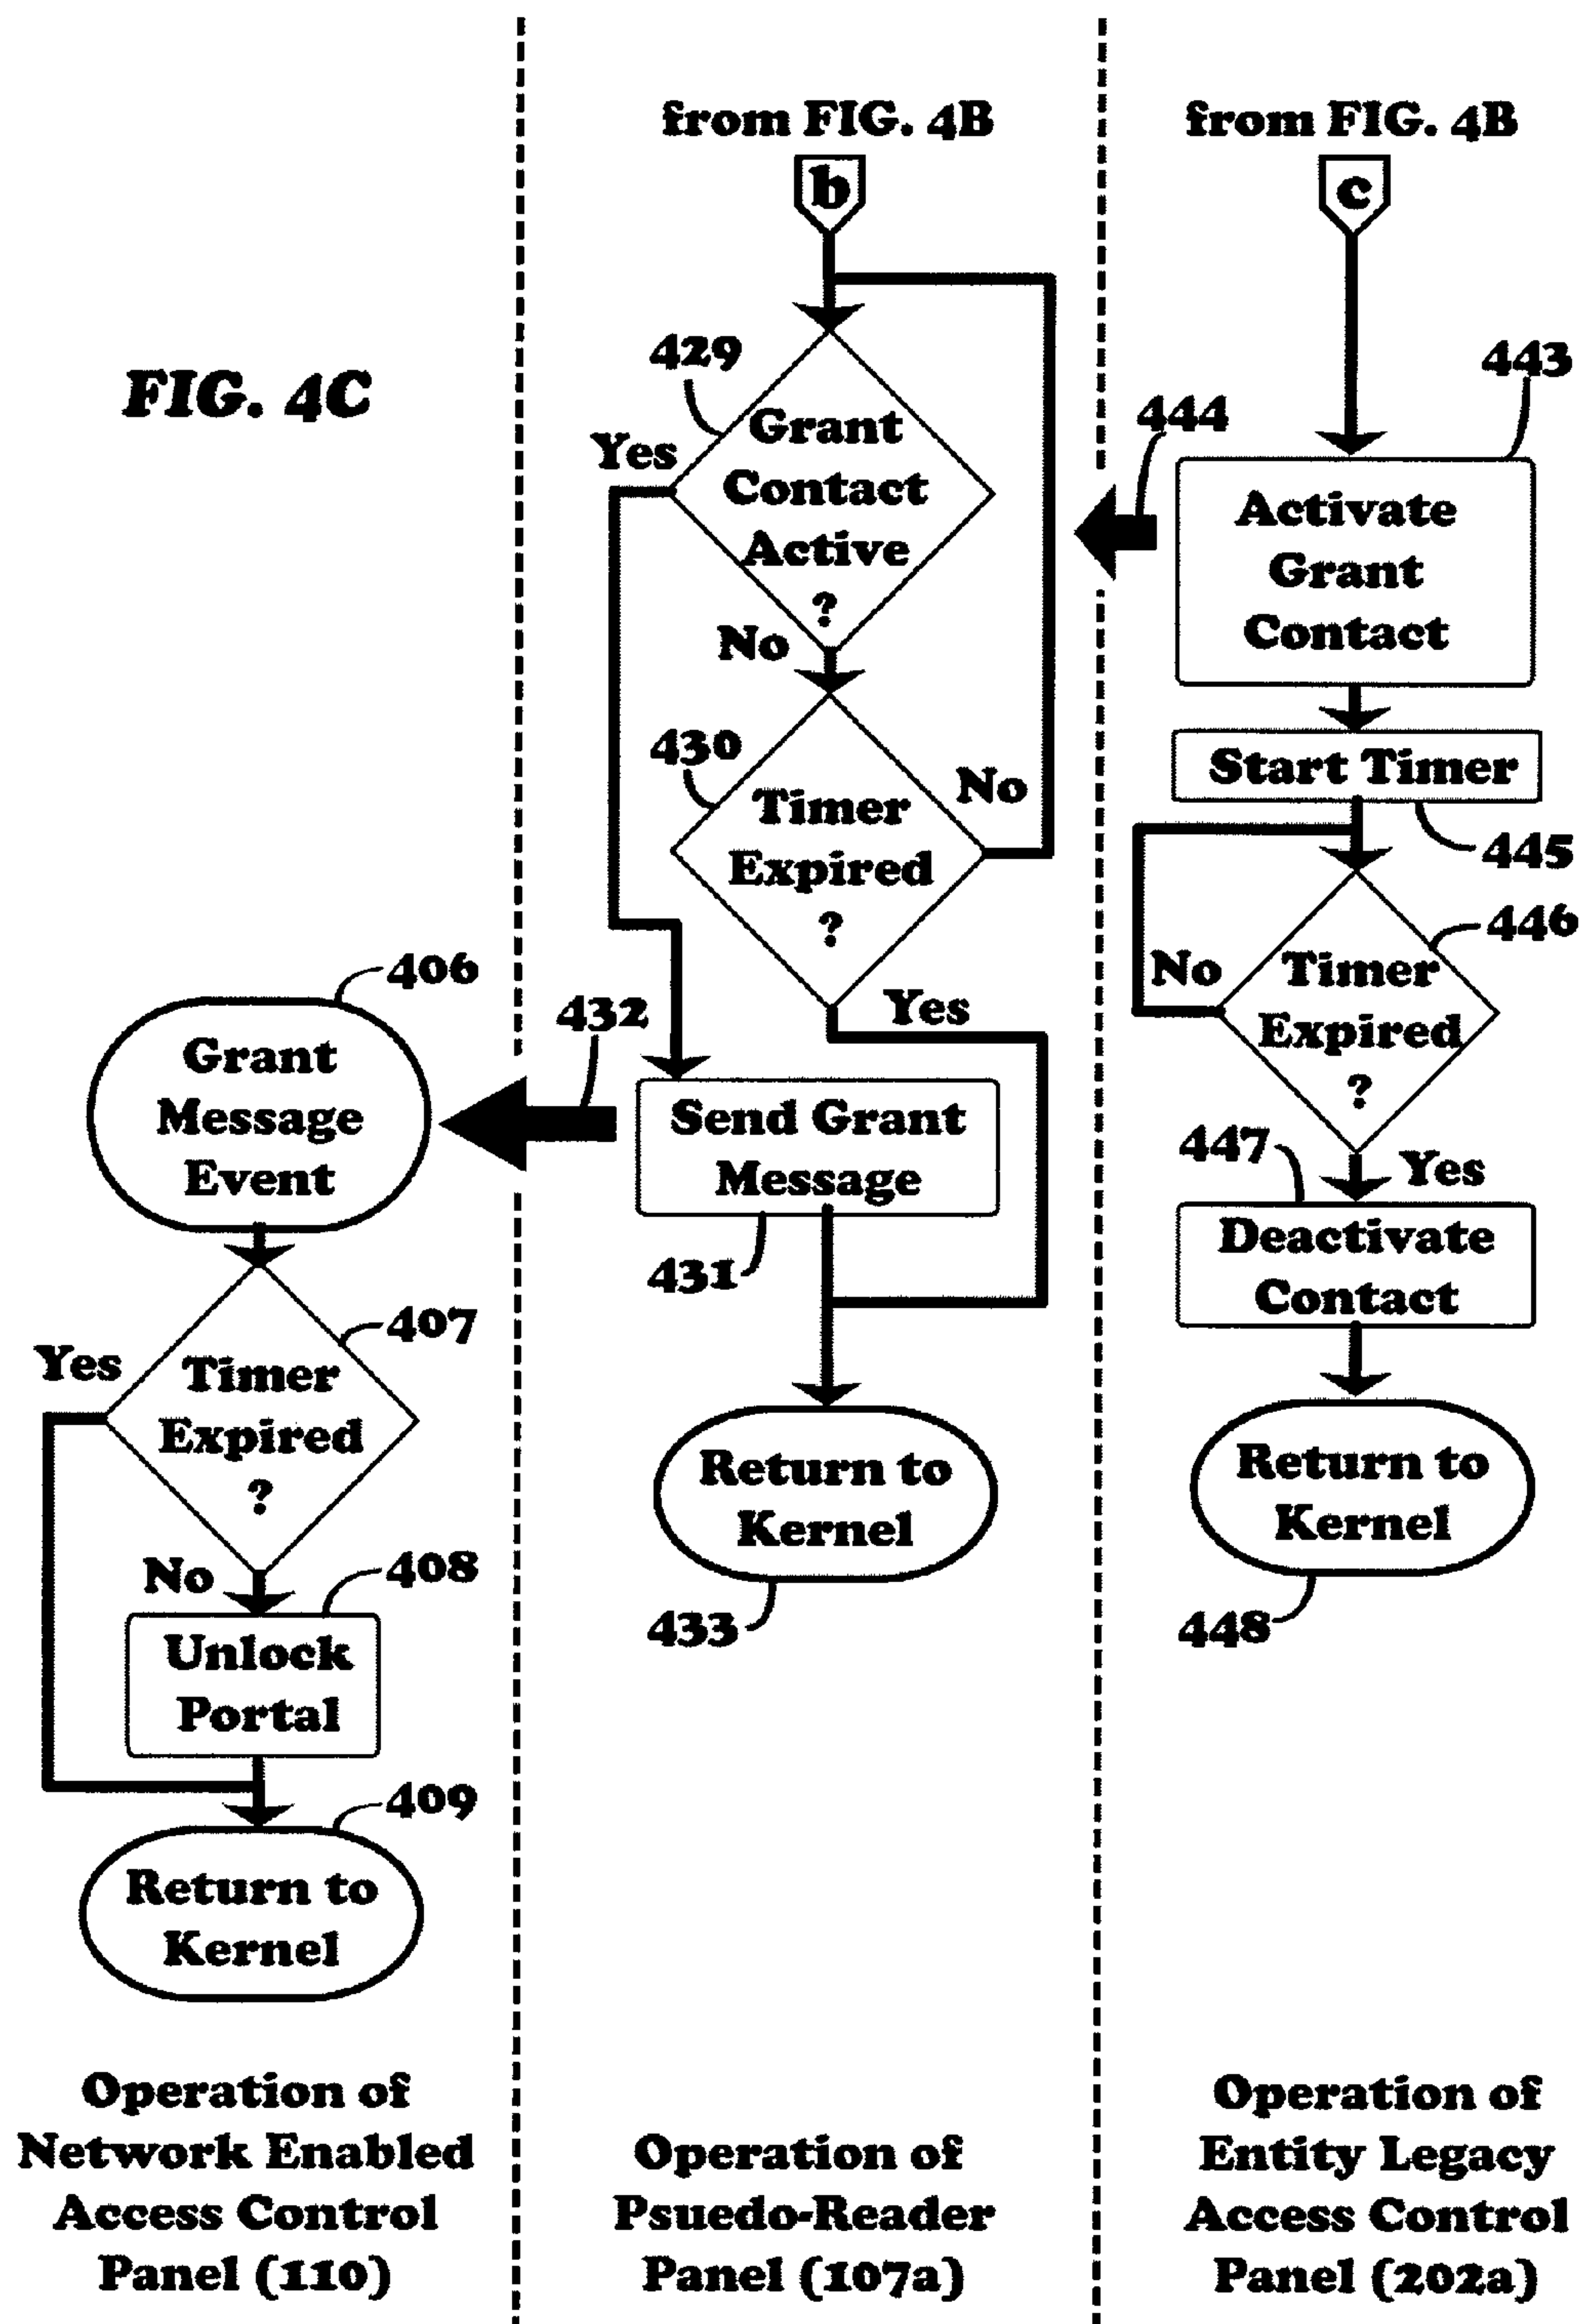 FIG. 4C
406
Grant
Message
Event
407
Yes
Timer
Expired
?
No
408
Unlock
Portal
409
Return to
Kernel
Operation of
Network Enabled
Access Control
Panel (110)
from FIG. 4B
b
429
Grant
Contact
Active
?
Yes
No
430
Timer
Expired
?
No
Yes
432
Send Grant
Message
431
Return to
Kernel
433
Operation of
Psuedo-Reader
Panel (107a)
from FIG. 4B
c
443
444
Activate
Grant
Contact
Start Timer
445
446
No
Timer
Expired
?
447
Yes
Deactivate
Contact
Return to
Kernel
448
Operation of
Entity Legacy
Access Control
Panel (202a)